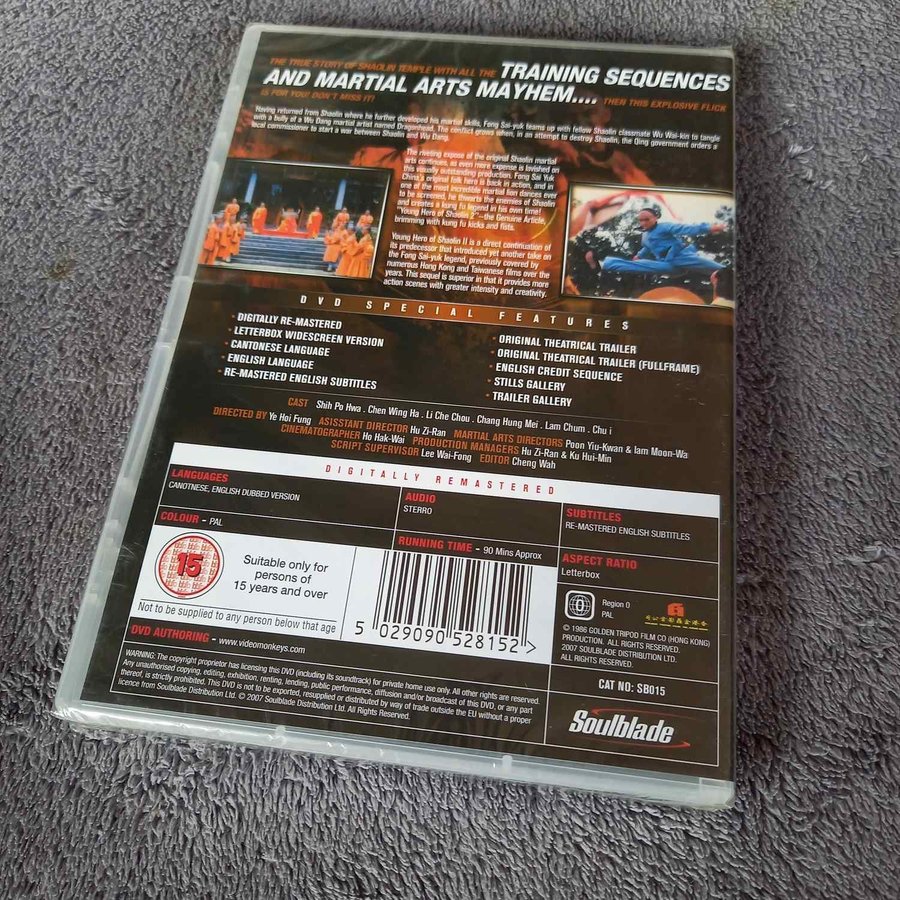 THE TRUE STORY OF SHAOLIN TEMPLE WITH ALL THE TRAINING SEQUENCES
AND MARTIAL ARTS MAYHEM.... THEN THIS EXPLOSIVE FLICK
IS FOR YOU! DON'T MISS IT!
Having returned from Shaolin where he further developed his martial skills, Fong Sai-yuk teams up with fellow Shaolin classmate Wu Wai-kin to tangle
with a bully of a Wu Dang martial artist named Dragonhead. The conflict grows when, in an attempt to destroy Shaolin, the Qing government orders a
local commissioner to start a war between Shaolin and Wu Dang.
The riveting expose of the original Shaolin martial
arts continues, as even more expense is lavished on
this visually outstanding production. Fong Sai Yuk
China's original folk hero is back in action, and in
one of the most incredible martial lion dances ever
to be screened, he thwarts the enemies of Shaolin
and creates a kung fu legend in his own time!
"Young Hero of Shaolin 2"--the Genuine Article,
brimming with kung fu kicks and fists.
Young Hero of Shaolin II is a direct continuation of
its predecessor that introduced yet another take on
the Fong Sai-yuk legend, previously covered by
numerous Hong Kong and Taiwanese films over the
years. This sequel is superior in that it provides more
action scenes with greater intensity and creativity.
DVD SPECIAL FEATURES
· DIGITALLY RE-MASTERED
· LETTERBOX WIDESCREEN VERSION
· CANTONESE LANGUAGE
· ENGLISH LANGUAGE
· RE-MASTERED ENGLISH SUBTITLES
· ORIGINAL THEATRICAL TRAILER
· ORIGINAL THEATRICAL TRAILER (FULLFRAME)
· ENGLISH CREDIT SEQUENCE
· STILLS GALLERY
· TRAILER GALLERY
CAST Shih Po Hwa . Chen Wing Ha . Li Che Chou . Chang Hung Mei . Lam Chum . Chu i
DIRECTED BY Ye Hoi Fung ASISSTANT DIRECTOR Hu Zi-Ran MARTIAL ARTS DIRECTORS Poon Yiu-Kwan & Iam Moon-Wa
CINEMATOGRAPHER Ho Hak-Wai PRODUCTION MANAGERS Hu Zi-Ran & Ku Hui-Min
SCRIPT SUPERVISOR Lee Wai-Fong EDITOR Cheng Wah
DIGITALLY REMASTERED
LANGUAGES
CANOTNESE, ENGLISH DUBBED VERSION
AUDIO
STERRO
SUBTITLES
RE-MASTERED ENGLISH SUBTITLES
COLOUR - PAL
RUNNING TIME - 90 Mins Approx
ASPECT RATIO
Letterbox
15
Suitable only for
persons of
15 years and over
Not to be supplied to any person below that age
5 029090 528152 >
0
Region 0
PAL
© 1986 GOLDEN TRIPOD FILM CO (HONG KONG)
PRODUCTION. ALL RIGHTS RESERVED.
2007 SOULBLADE DISTRIBUTION LTD.
ALL RIGHTS RESERVED.
DVD AUTHORING - www.videomonkeys.com
WARNING: The copyright proprietor has licensing this DVD (including its soundtrack) for private home use only. All other rights are reserved.
Any unauthorised copying, editing, exhibition, renting, lending, public performance, diffusion and/or broadcast of this DVD, or any part
thereof, is strictly prohibited. This DVD is not to be exported, resupplied or distributed by way of trade outside the EU without a proper
licence from Soulblade Distribution Ltd. © 2007 Soulblade Distribution Ltd. All Rights Reserved.
CAT NO: SB015
Soulblade